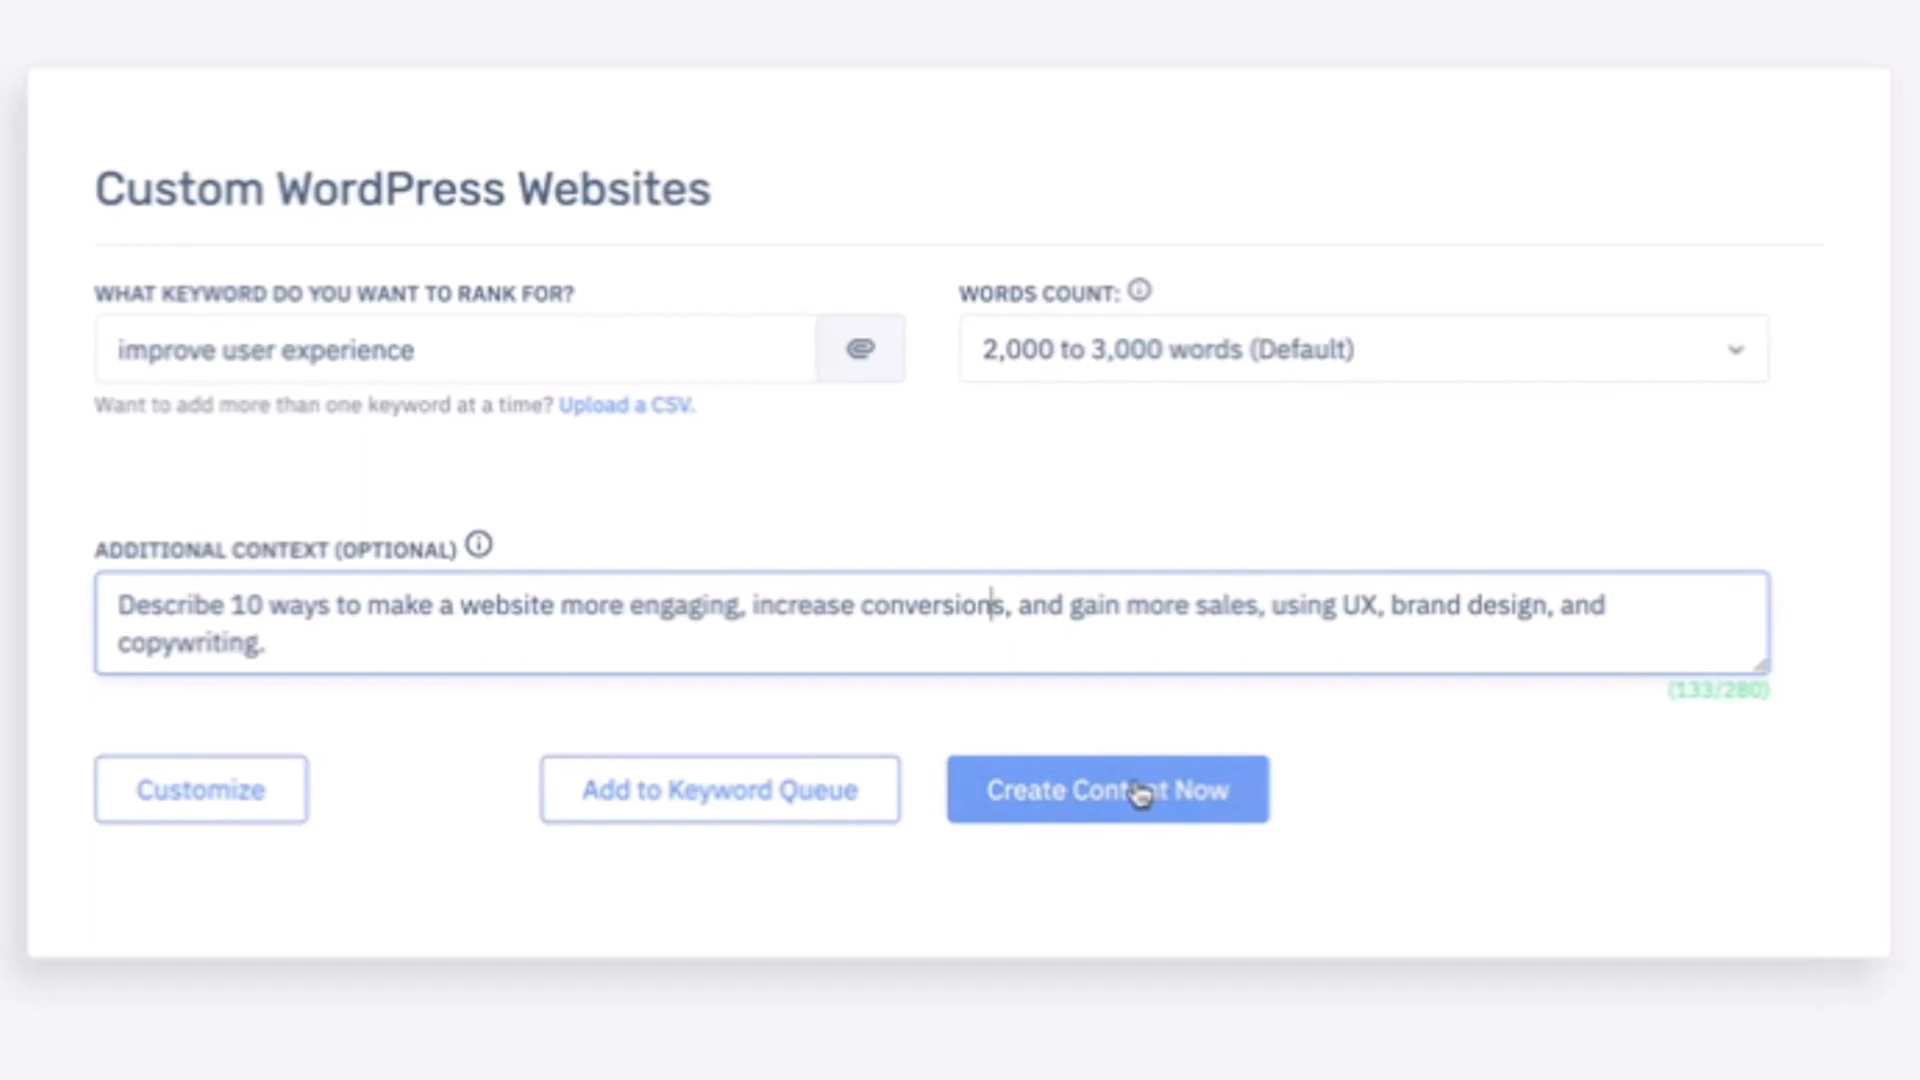 Custom WordPress Websites
WHAT KEYWORD DO YOU WANT TO RANK FOR?
WORDS COUNT:
improve user experience
2,000 to 3,000 words (Default)
Want to add more than one keyword at a time? Upload a CSV.
ADDITIONAL CONTEXT (OPTIONAL)
Describe 10 ways to make a website more engaging, increase conversions, and gain more sales, using UX, brand design, and
copywriting.
(133/280)
Customize
Add to Keyword Queue
Create Content Now